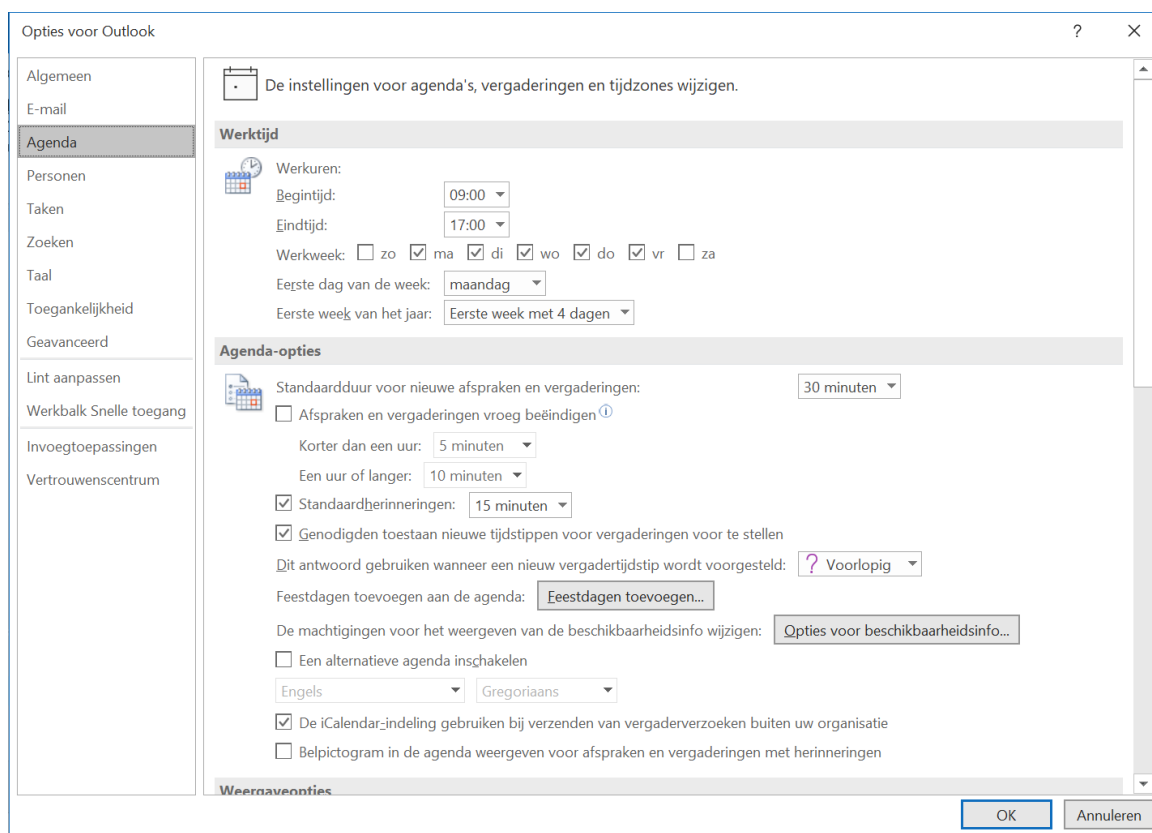 Opties voor Outlook
?
Algemeen
E-mail
Agenda
Personen
Taken
Zoeken
Taal
Toegankelijkheid
Geavanceerd
Lint aanpassen
Werkbalk Snelle toegang
Invoegtoepassingen
Vertrouwenscentrum
De instellingen voor agenda's, vergaderingen en tijdzones wijzigen.
Werktijd
Werkuren:
Begintijd: 09:00
Eindtijd: 17:00
Werkweek: zo ma di wo do vr za
Eerste dag van de week: maandag
Eerste week van het jaar: Eerste week met 4 dagen
Agenda-opties
Standaardduur voor nieuwe afspraken en vergaderingen: 30 minuten
Afspraken en vergaderingen vroeg beëindigen
Korter dan een uur: 5 minuten
Een uur of langer: 10 minuten
Standaardherinneringen: 15 minuten
Genodigden toestaan nieuwe tijdstippen voor vergaderingen voor te stellen
Dit antwoord gebruiken wanneer een nieuw vergadertijdstip wordt voorgesteld: ? Voorlopig
Feestdagen toevoegen aan de agenda: Feestdagen toevoegen...
De machtigingen voor het weergeven van de beschikbaarheidsinfo wijzigen: Opties voor beschikbaarheidsinfo...
Een alternatieve agenda inschakelen
Engels Gregoriaans
De iCalendar-indeling gebruiken bij verzenden van vergaderverzoeken buiten uw organisatie
Belpictogram in de agenda weergeven voor afspraken en vergaderingen met herinneringen
Weergaveopties
OK Annuleren